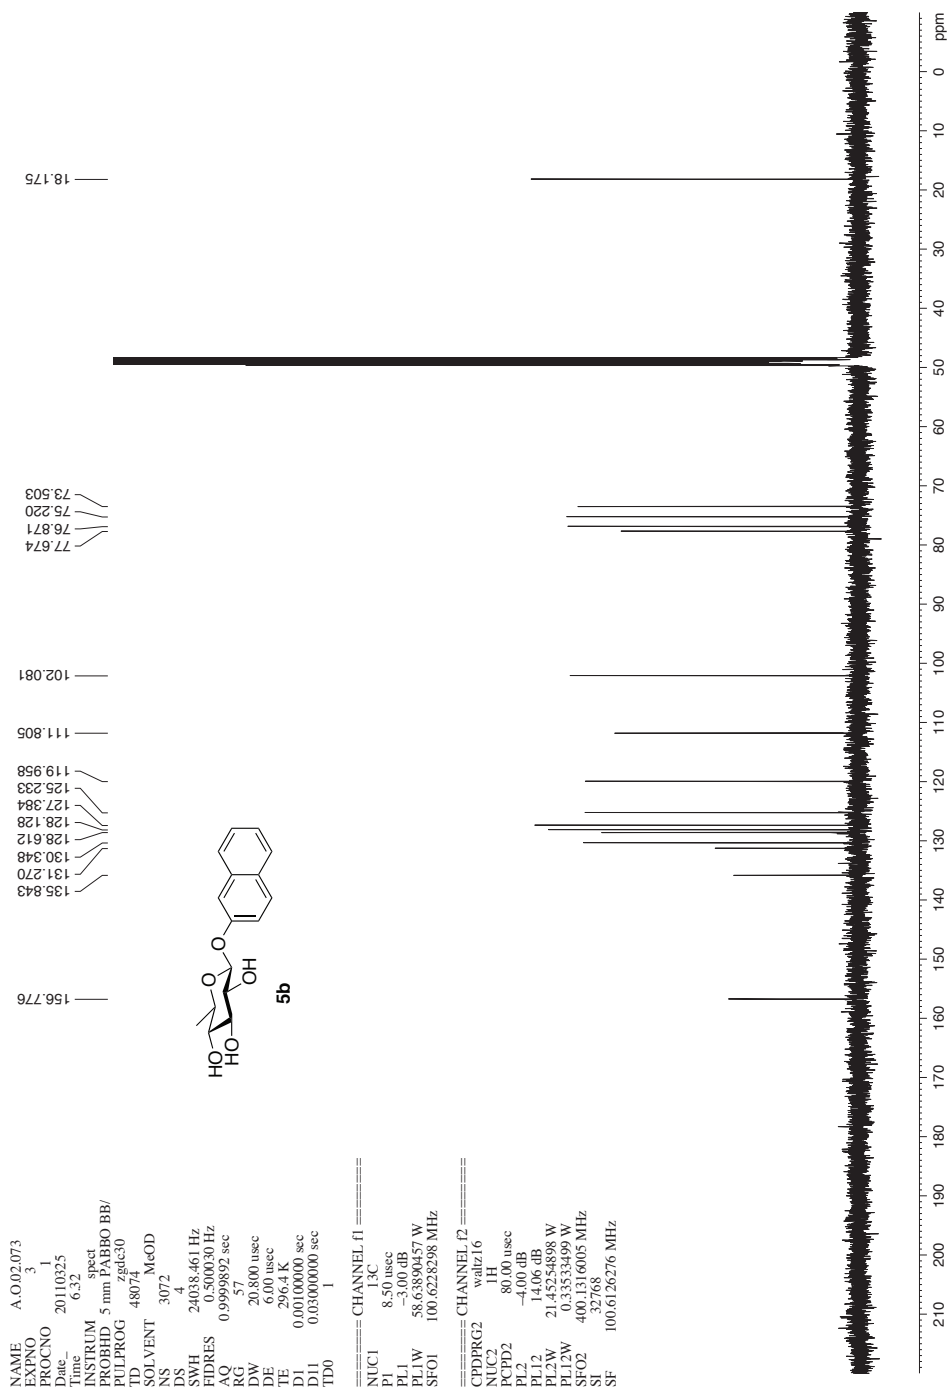 NAME A.O.02.073
EXPNO 3
PROCNO 1
Date_ 20110325
Time 6.32
INSTRUM spect
PROBHD 5 mm PABBO BB/
PULPROG zgdc30
TD 48074
SOLVENT MeOD
NS 3072
DS 4
SWH 24038.461 Hz
FIDRES 0.500030 Hz
AQ 0.9999892 sec
RG 57
DW 20.800 usec
DE 6.00 usec
TE 296.4 K
D1 0.00100000 sec
D11 0.03000000 sec
TD0 1
======== CHANNEL f1 ========
NUC1 13C
P1 8.50 usec
PL1 -3.00 dB
PL1W 58.63890457 W
SFO1 100.6228298 MHz
======== CHANNEL f2 ========
CPDPRG2 waltz16
NUC2 1H
PCPD2 80.00 usec
PL2 -4.00 dB
PL12 14.06 dB
PL2W 21.45254898 W
PL12W 0.33533499 W
SFO2 400.1316005 MHz
SI 32768
SF 100.6126276 MHz
156.776
135.843
131.270
130.348
128.612
128.128
127.384
125.233
119.958
111.805
102.081
77.674
76.871
75.220
73.503
18.175
HO
HO
O
OH
O
5b
210 200 190 180 170 160 150 140 130 120 110 100 90 80 70 60 50 40 30 20 10 0 ppm